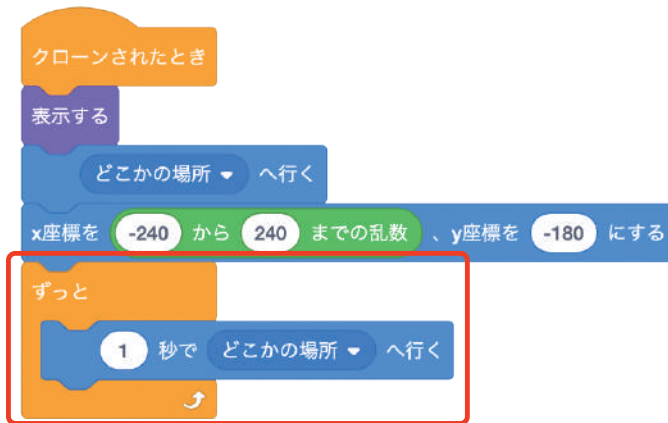 クローンされたとき
表示する
どこかの場所 へ行く
x座標を -240 から 240 までの乱数 、y座標を -180 にする
ずっと
1 秒で どこかの場所 へ行く